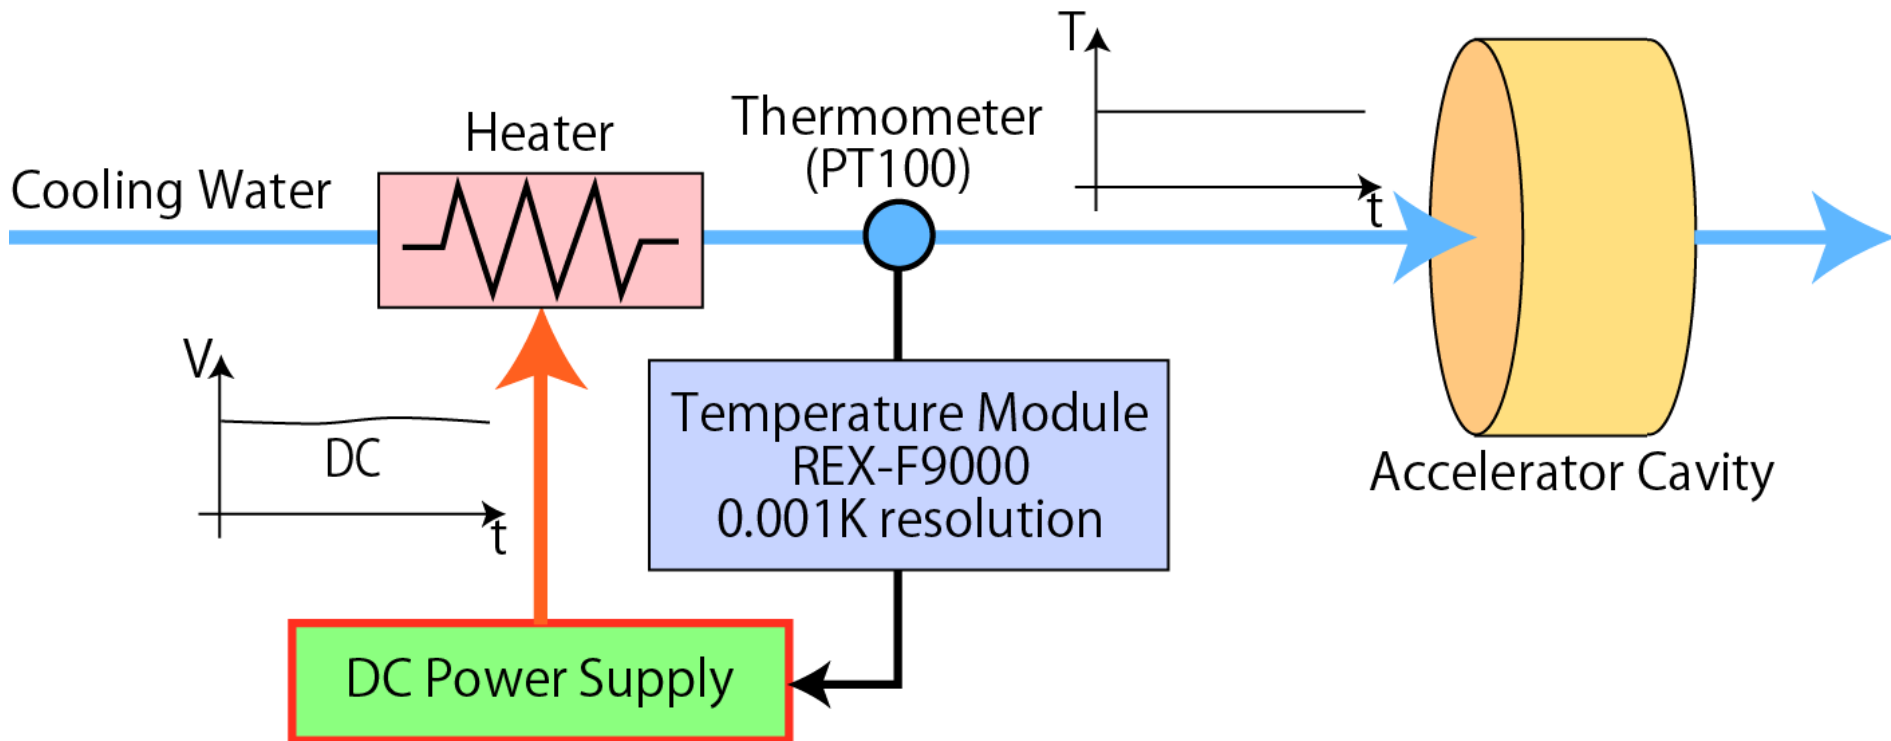 T
Thermometer
(PT100)
Heater
Cooling Water
t
V
DC
t
Temperature Module
REX-F9000
0.001K resolution
Accelerator Cavity
DC Power Supply